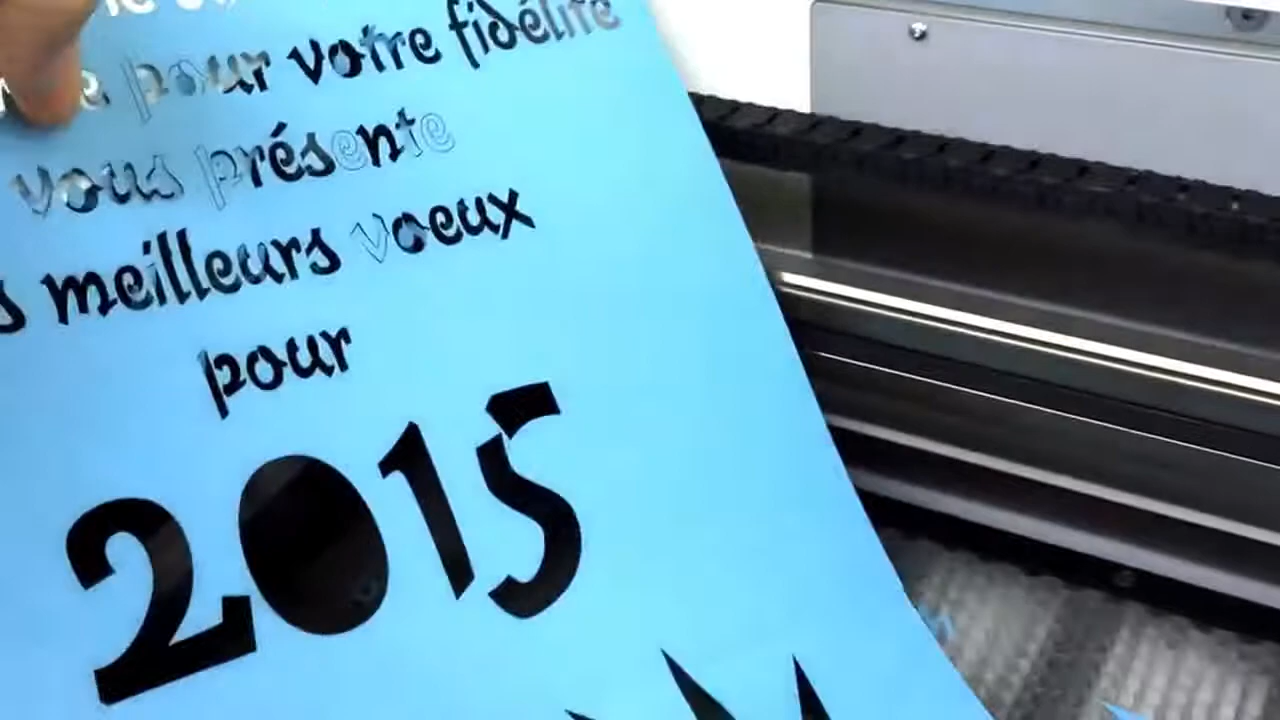 pour votre fidélité
vous présente
meilleurs voeux
pour
2015